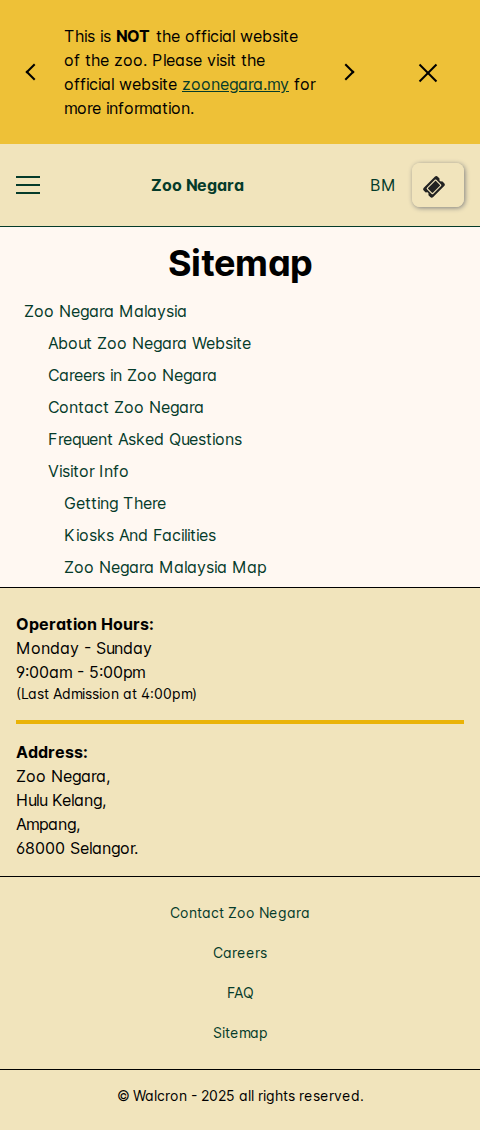 This is NOT the official website
of the zoo. Please visit the
official website zoonegara.my for
more information.
Zoo Negara
BM
Sitemap
Zoo Negara Malaysia
About Zoo Negara Website
Careers in Zoo Negara
Contact Zoo Negara
Frequent Asked Questions
Visitor Info
Getting There
Kiosks And Facilities
Zoo Negara Malaysia Map
Operation Hours:
Monday - Sunday
9:00am - 5:00pm
(Last Admission at 4:00pm)
Address:
Zoo Negara,
Hulu Kelang,
Ampang,
68000 Selangor.
Contact Zoo Negara
Careers
FAQ
Sitemap
© Walcron - 2025 all rights reserved.